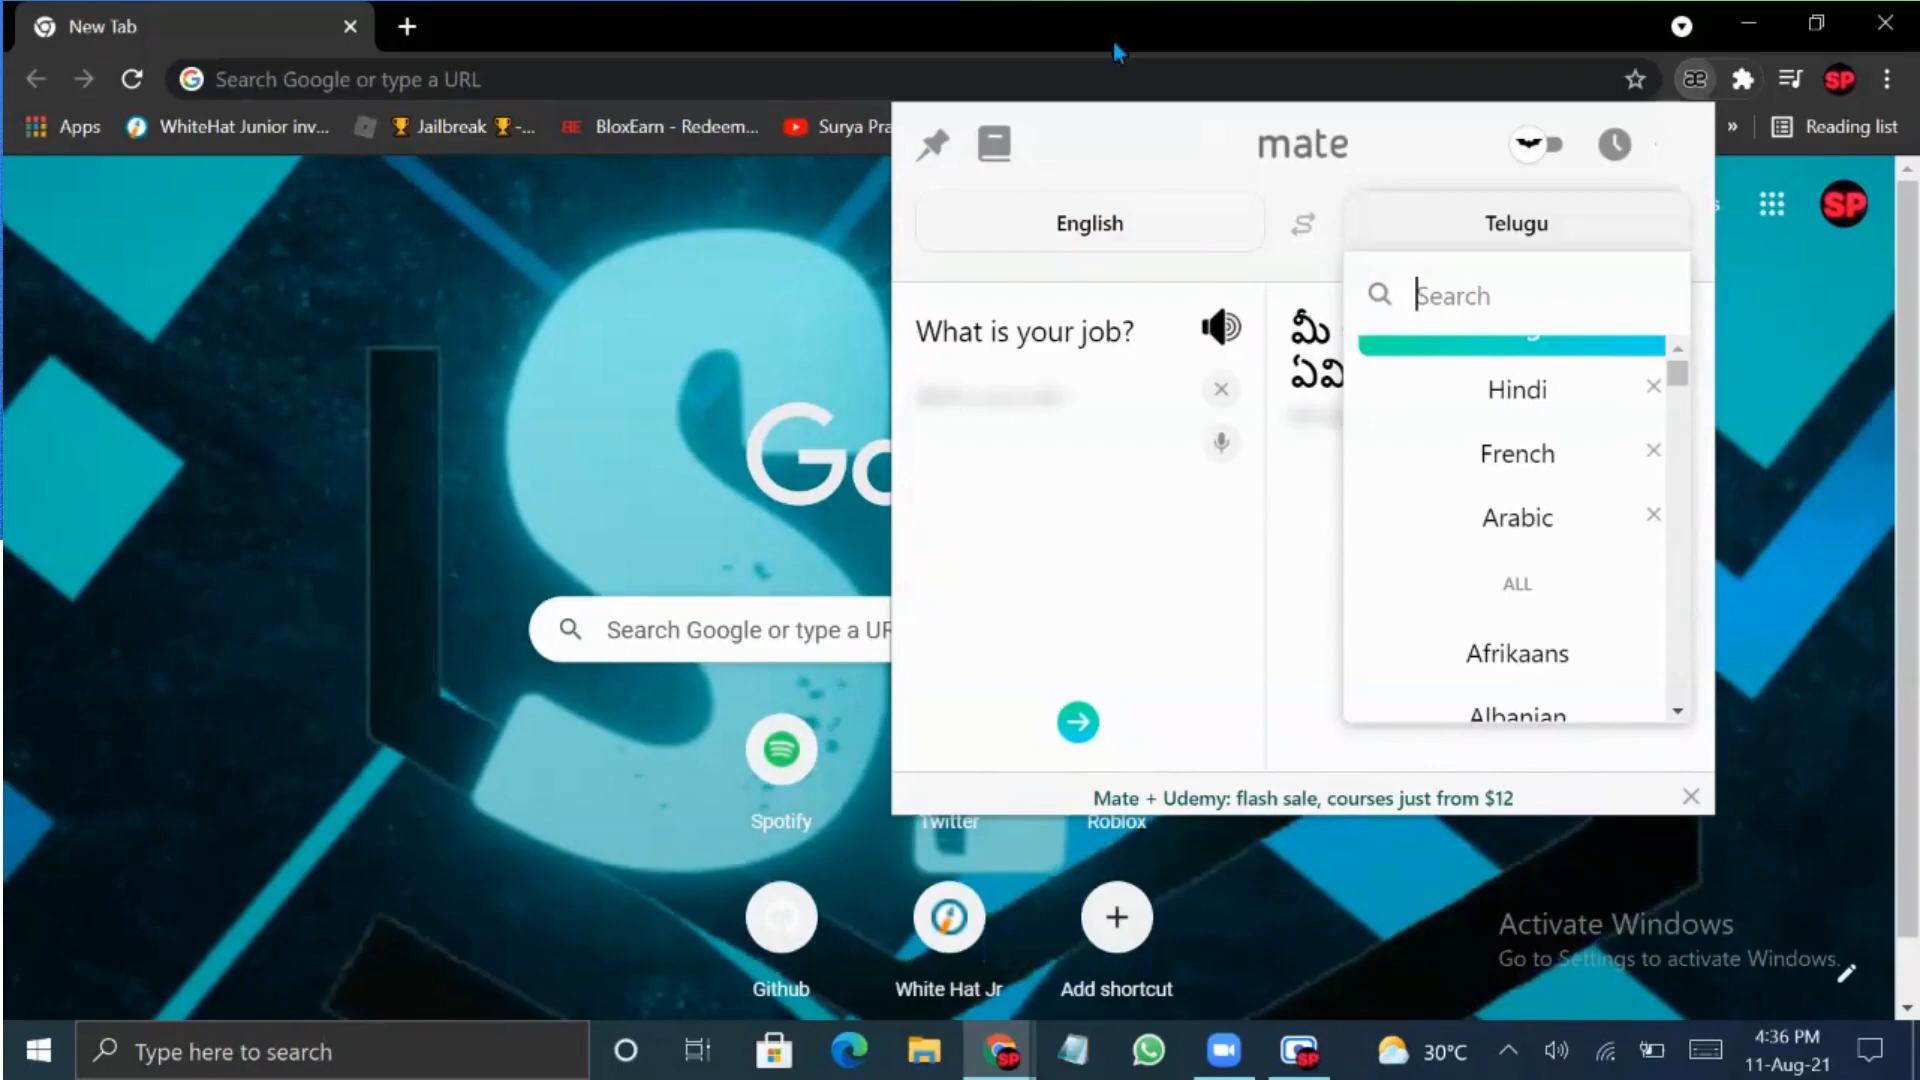 New Tab
Search Google or type a URL
Apps
WhiteHat Junior inv...
Jailbreak 🏆-...
BloxEarn - Redeem...
Surya Pra
»
Reading list
SP
mate
English
Telugu
What is your job?
మీ
Search
Hindi
French
Arabic
ALL
Afrikaans
Albanian
Mate + Udemy: flash sale, courses just from $12
SP
Go
Search Google or type a UR
Spotify
Twitter
Roblox
Github
White Hat Jr
Add shortcut
Activate Windows
Go to Settings to activate Windows.
Type here to search
30°C
4:36 PM
11-Aug-21